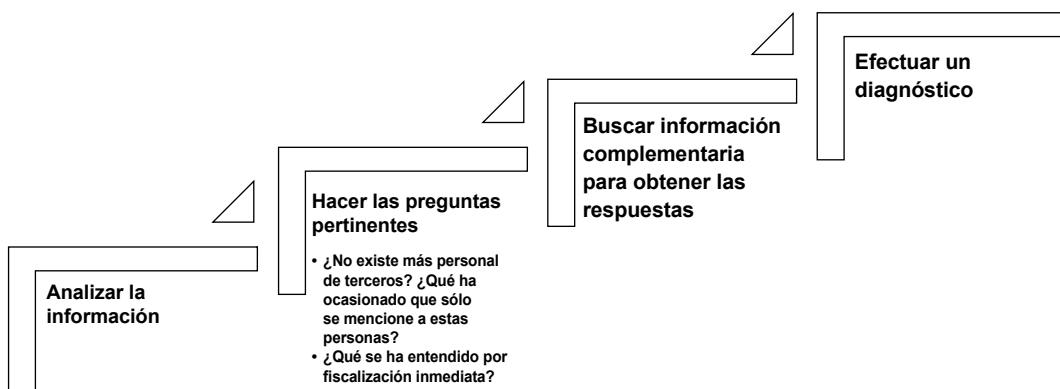 Analizar la
información
Hacer las preguntas
pertinentes
• ¿No existe más personal
de terceros? ¿Qué ha
ocasionado que sólo
se mencione a estas
personas?
• ¿Qué se ha entendido por
fiscalización inmediata?
Buscar información
complementaria
para obtener las
respuestas
Efectuar un
diagnóstico